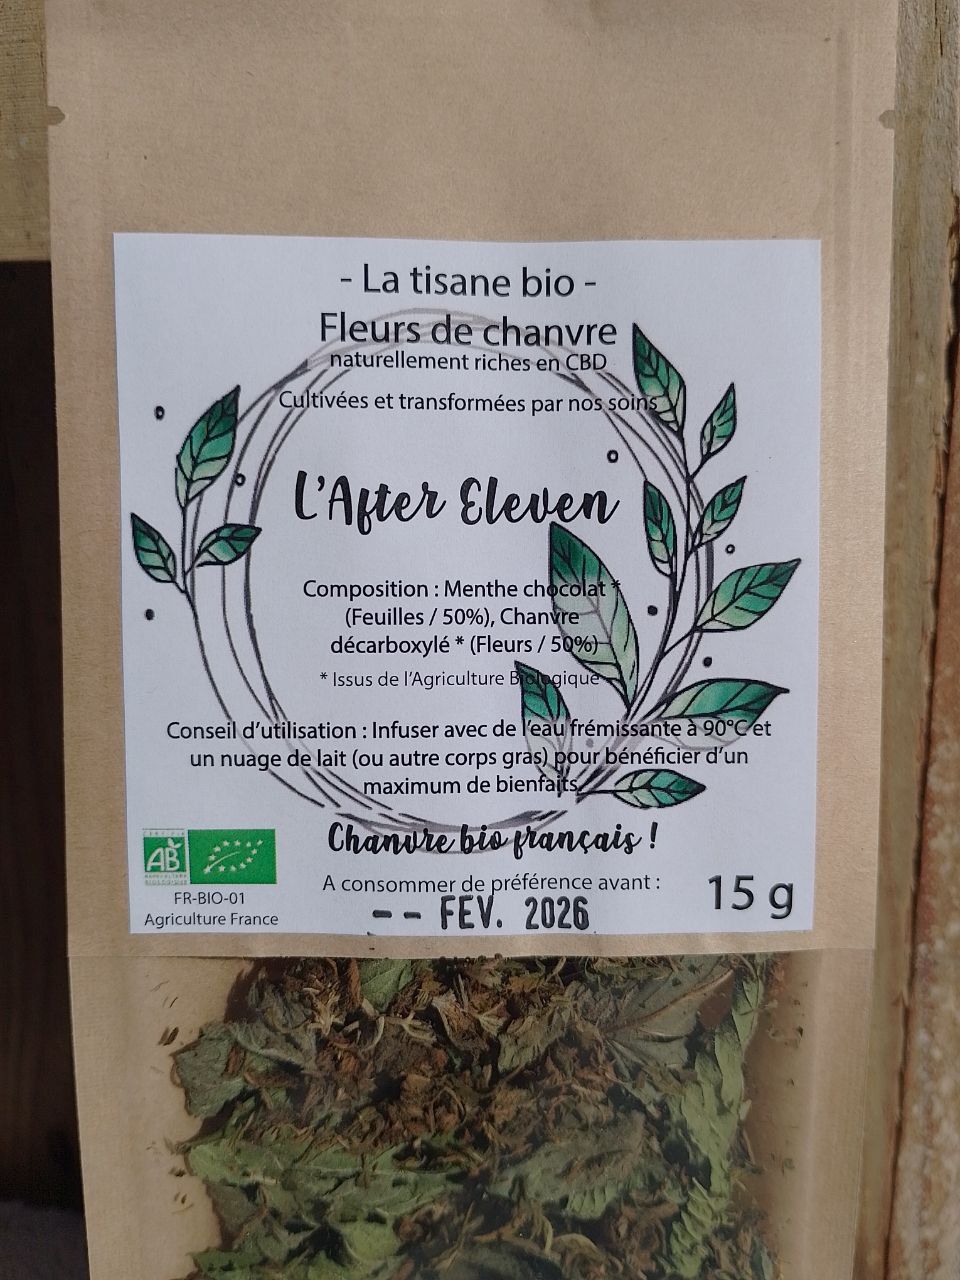 - La tisane bio -
Fleurs de chanvre
naturellement riches en CBD
Cultivées et transformées par nos soins
L'After Eleven
Composition : Menthe chocolat *
(Feuilles / 50%), Chanvre
décarboxylé * (Fleurs / 50%)
* Issus de l'Agriculture Biologique
Conseil d'utilisation : Infuser avec de l'eau frémissante à 90°C et
un nuage de lait (ou autre corps gras) pour bénéficier d'un
maximum de bienfaits.
Chanvre bio français !
CERTIFIÉ
AB
AGRICULTURE
BIOLOGIQUE
FR-BIO-01
Agriculture France
A consommer de préférence avant :
-- FEV. 2026
15 g